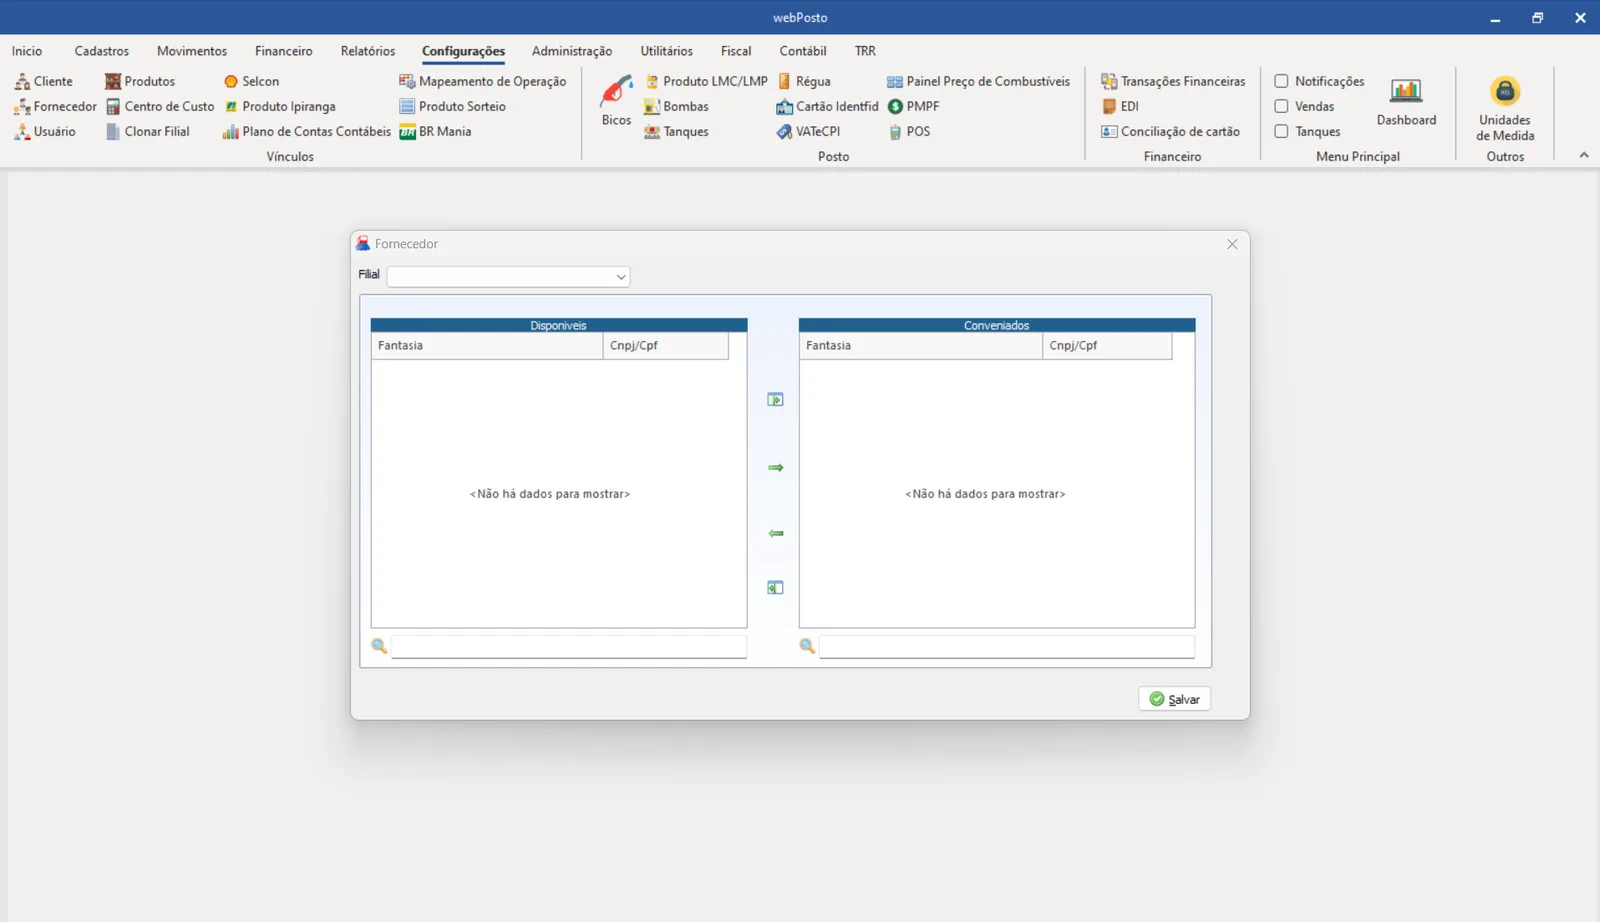 webPosto
Inicio Cadastros Movimentos Financeiro Relatórios Configurações Administração Utilitários Fiscal Contábil TRR
Cliente Produtos Selcon Mapeamento de Operação Produto LMC/LMP Régua Painel Preço de Combustíveis Transações Financeiras Notificações
Fornecedor Centro de Custo Produto Ipiranga Produto Sorteio Bicos Bombas Cartão Identfid PMPF EDI Vendas Dashboard Unidades
Usuário Clonar Filial Plano de Contas Contábeis BR BR Mania Tanques VATeCPI POS Conciliação de cartão Tanques de Medida
Vínculos Posto Financeiro Menu Principal Outros
Fornecedor
Filial
Disponiveis Conveniados
Fantasia Cnpj/Cpf Fantasia Cnpj/Cpf
<Não há dados para mostrar> <Não há dados para mostrar>
Salvar